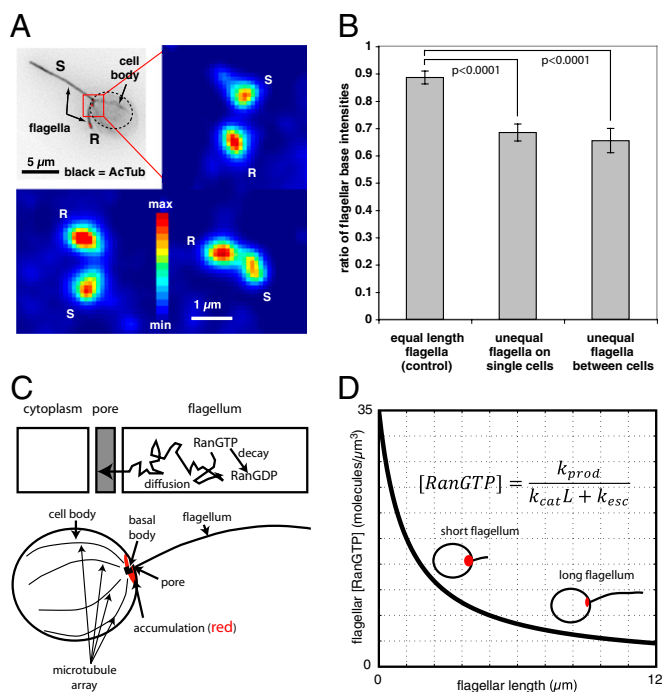 A
S
cell
body
flagella
R
5 μm
black = AcTub
S
R
R
S
max
min
R
S
1 μm
B
ratio of flagellar base intensities
1
0.9
0.8
0.7
0.6
0.5
0.4
0.3
0.2
0.1
0
p<0.0001
p<0.0001
equal length
flagella
(control)
unequal
flagella on
single cells
unequal
flagella
between cells
C
cytoplasm pore flagellum
RanGTP
decay
diffusion
RanGDP
cell body
basal
body
flagellum
pore
accumulation (red)
microtubule
array
D
flagellar [RanGTP] (molecules/μm³)
35
0
[RanGTP] = k_prod / (k_cat L + k_esc)
short flagellum
long flagellum
0
12
flagellar length (μm)